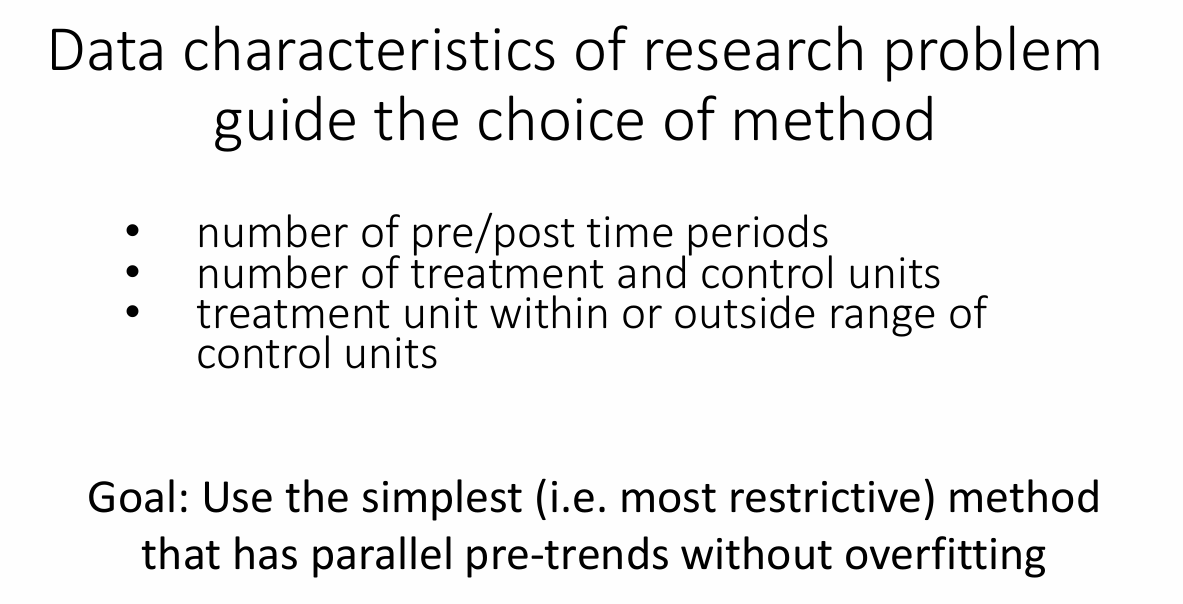 Data characteristics of research problem
guide the choice of method
• number of pre/post time periods
• number of treatment and control units
• treatment unit within or outside range of
control units
Goal: Use the simplest (i.e. most restrictive) method
that has parallel pre-trends without overfitting